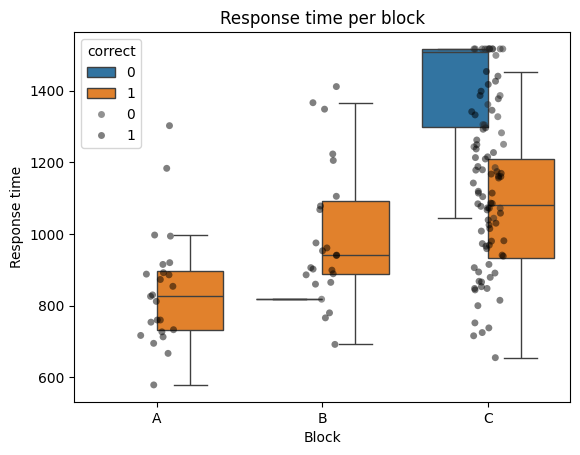 Response time per block
correct
0
1
0
1
1400
1200
1000
800
600
Response time
A
B
C
Block